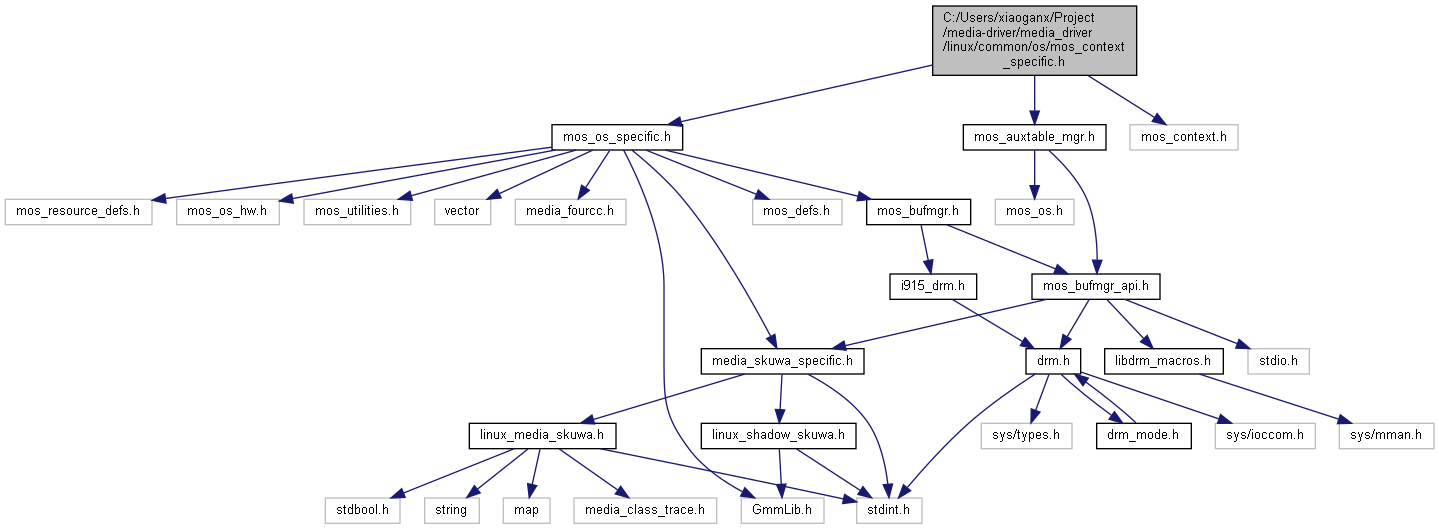 C:/Users/xiaoganx/Project
/media-driver/media_driver
/linux/common/os/mos_context
_specific.h
mos_os_specific.h
mos_auxtable_mgr.h
mos_context.h
mos_resource_defs.h
mos_os_hw.h
mos_utilities.h
vector
media_fourcc.h
mos_defs.h
mos_bufmgr.h
mos_os.h
i915_drm.h
mos_bufmgr_api.h
media_skuwa_specific.h
drm.h
libdrm_macros.h
stdio.h
linux_media_skuwa.h
linux_shadow_skuwa.h
sys/types.h
drm_mode.h
sys/ioccom.h
sys/mman.h
stdbool.h
string
map
media_class_trace.h
GmmLib.h
stdint.h